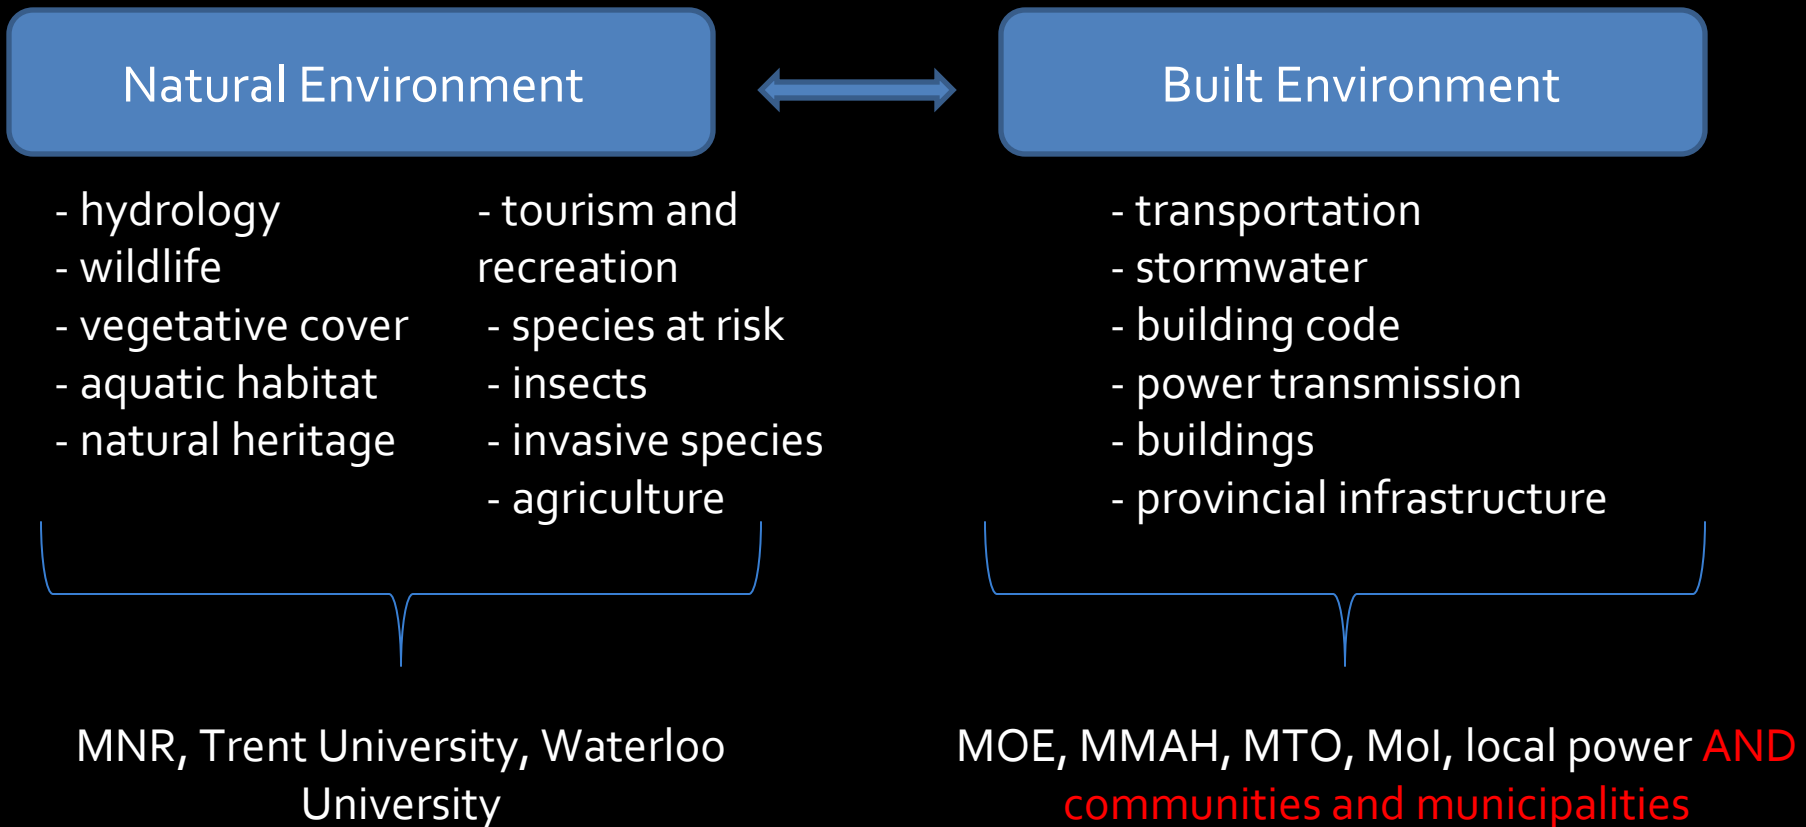 Natural Environment
Built Environment
- hydrology
- wildlife
- vegetative cover
- aquatic habitat
- natural heritage
- tourism and
recreation
- species at risk
- insects
- invasive species
- agriculture
- transportation
- stormwater
- building code
- power transmission
- buildings
- provincial infrastructure
MNR, Trent University, Waterloo
University
MOE, MMAH, MTO, MoI, local power AND
communities and municipalities